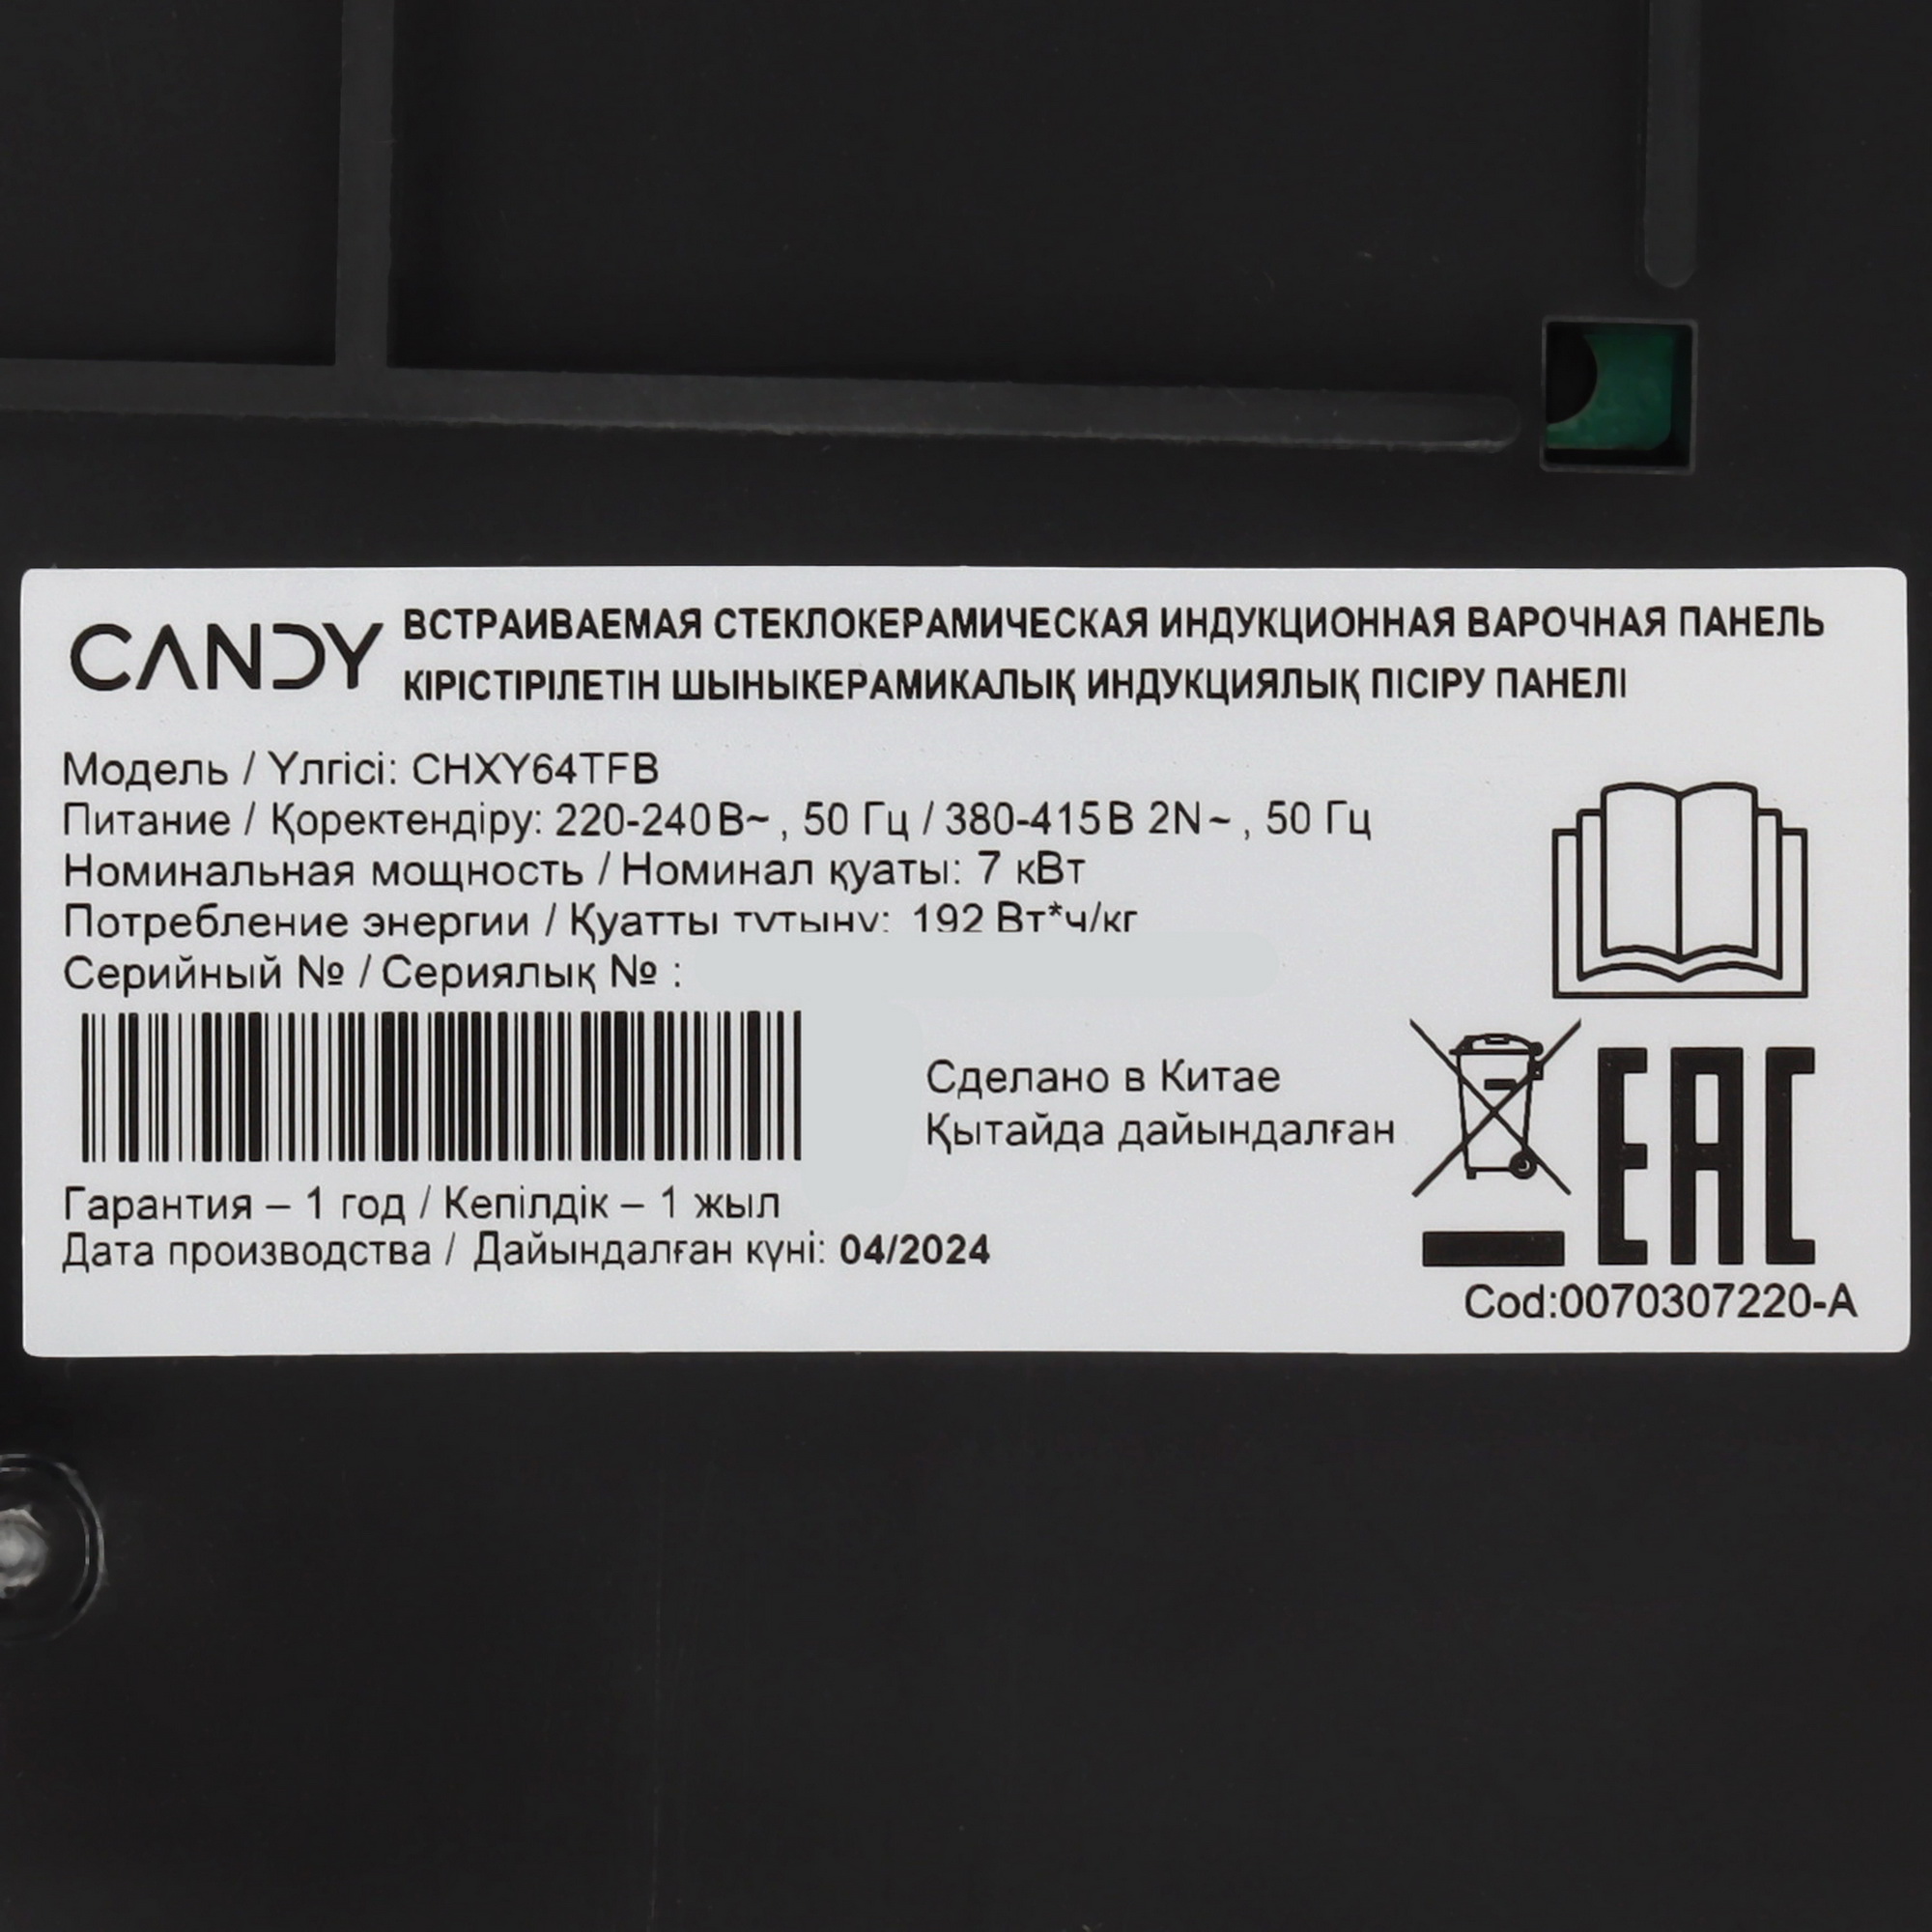 CANDY
ВСТРАИВАЕМАЯ СТЕКЛОКЕРАМИЧЕСКАЯ ИНДУКЦИОННАЯ ВАРОЧНАЯ ПАНЕЛЬ
КІРІСТІРІЛЕТІН ШЫНЫКЕРАМИКАЛЫҚ ИНДУКЦИЯЛЫҚ ПІСІРУ ПАНЕЛІ
Модель / Үлгісі: CHXY64TFB
Питание / Қоректендіру: 220-240В~ , 50 Гц / 380-415В 2N~ , 50 Гц
Номинальная мощность / Номинал қуаты: 7 кВт
Потребление энергии / Қуатты тұтыну: 192 Вт*ч/кг
Серийный № / Сериялық № :
Сделано в Китае
Қытайда дайындалған
Гарантия – 1 год / Кепілдік – 1 жыл
Дата производства / Дайындалған күні: 04/2024
EAC
Cod:0070307220-A